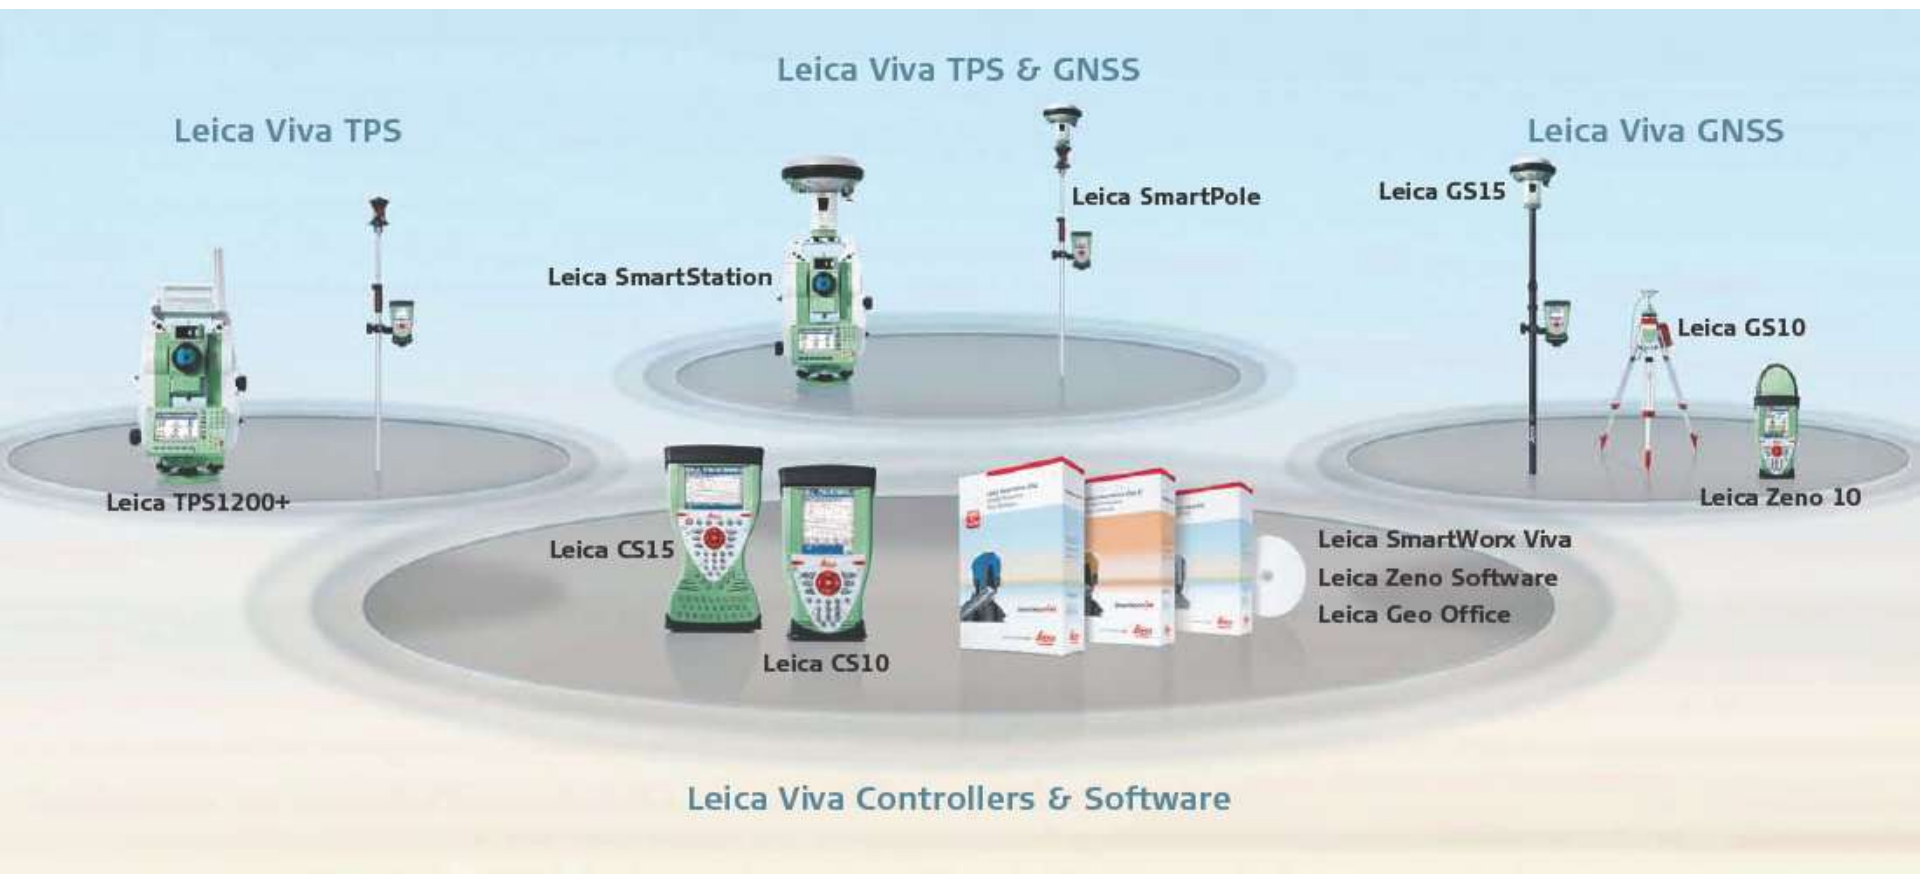 Leica Viva TPS & GNSS
Leica Viva TPS
Leica Viva GNSS
Leica SmartPole
Leica GS15
Leica SmartStation
Leica GS10
Leica TPS1200+
Leica Zeno 10
Leica CS15
Leica CS10
Leica SmartWorx Viva
Leica Zeno Software
Leica Geo Office
Leica Viva Controllers & Software